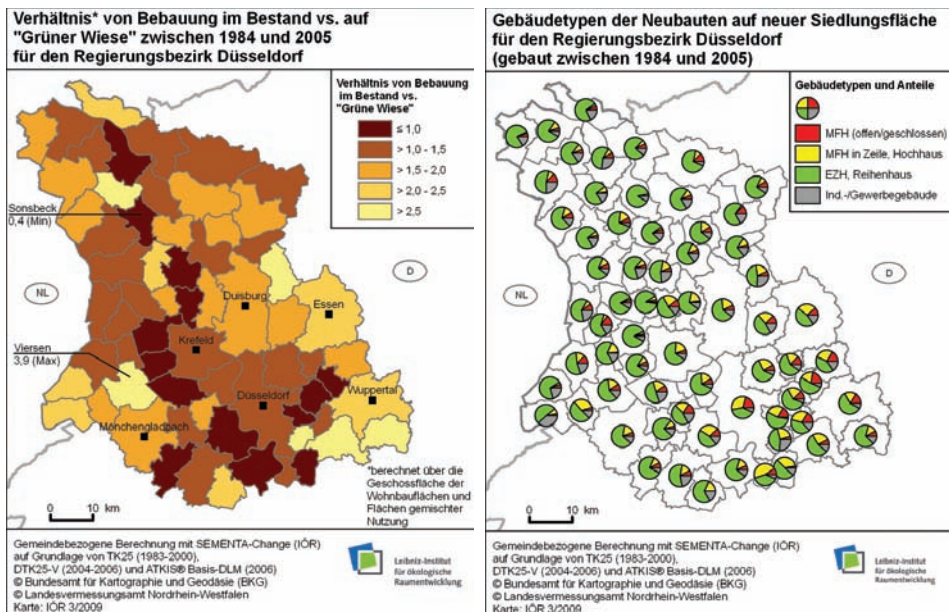 Verhältnis* von Bebauung im Bestand vs. auf
"Grüner Wiese" zwischen 1984 und 2005
für den Regierungsbezirk Düsseldorf
Verhältnis von Bebauung
im Bestand vs.
"Grüne Wiese"
≤ 1,0
> 1,0 - 1,5
> 1,5 - 2,0
> 2,0 - 2,5
> 2,5
Sonsbeck
0,4 (Min)
NL
D
Duisburg
Essen
Krefeld
Viersen
3,9 (Max)
Düsseldorf
Wuppertal
Mönchengladbach
*berechnet über die
Geschossfläche der
Wohnbauflächen und
Flächen gemischter
Nutzung
0 10 km
Gemeindebezogene Berechnung mit SEMENTA-Change (IÖR)
auf Grundlage von TK25 (1983-2000),
DTK25-V (2004-2006) und ATKIS® Basis-DLM (2006)
© Bundesamt für Kartographie und Geodäsie (BKG)
© Landesvermessungsamt Nordrhein-Westfalen
Karte: IÖR 3/2009
Leibniz-Institut
für ökologische
Raumentwicklung
Gebäudetypen der Neubauten auf neuer Siedlungsfläche
für den Regierungsbezirk Düsseldorf
(gebaut zwischen 1984 und 2005)
Gebäudetypen und Anteile
MFH (offen/geschlossen)
MFH in Zeile, Hochhaus
EZH, Reihenhaus
Ind.-/Gewerbegebäude
NL
D
0 10 km
Gemeindebezogene Berechnung mit SEMENTA-Change (IÖR)
auf Grundlage von TK25 (1983-2000),
DTK25-V (2004-2006) und ATKIS® Basis-DLM (2006)
© Bundesamt für Kartographie und Geodäsie (BKG)
© Landesvermessungsamt Nordrhein-Westfalen
Karte: IÖR 3/2009
Leibniz-Institut
für ökologische
Raumentwicklung